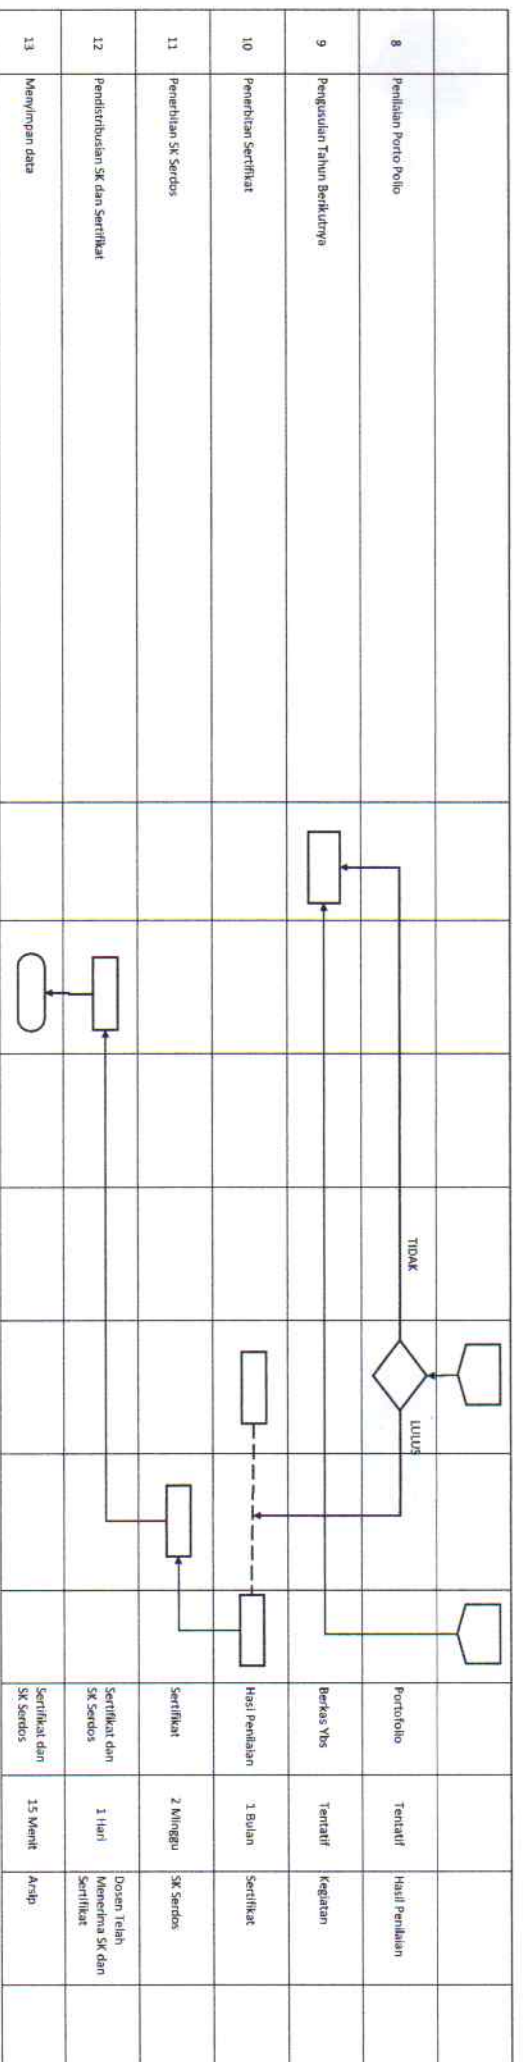 8 Penilaian Porto Polio TIDAK LULUS Portofolio Tentatif Hasil Penilaian
9 Pengusulan Tahun Berikutnya Berkas Ybs Tentatif Kegiatan
10 Penerbitan Sertifikat Hasi Penilaian 1 Bulan Sertifikat
11 Penerbitan SK Serdos Sertifikat 2 Minggu SK Serdos
12 Pendistribusian SK dan Sertifikat Sertifikat dan SK Serdos 1 Hari Dosen Telah Menerima SK dan Sertifikat
13 Menyimpan data Sertifikat dan SK Serdos 15 Menit Arsip